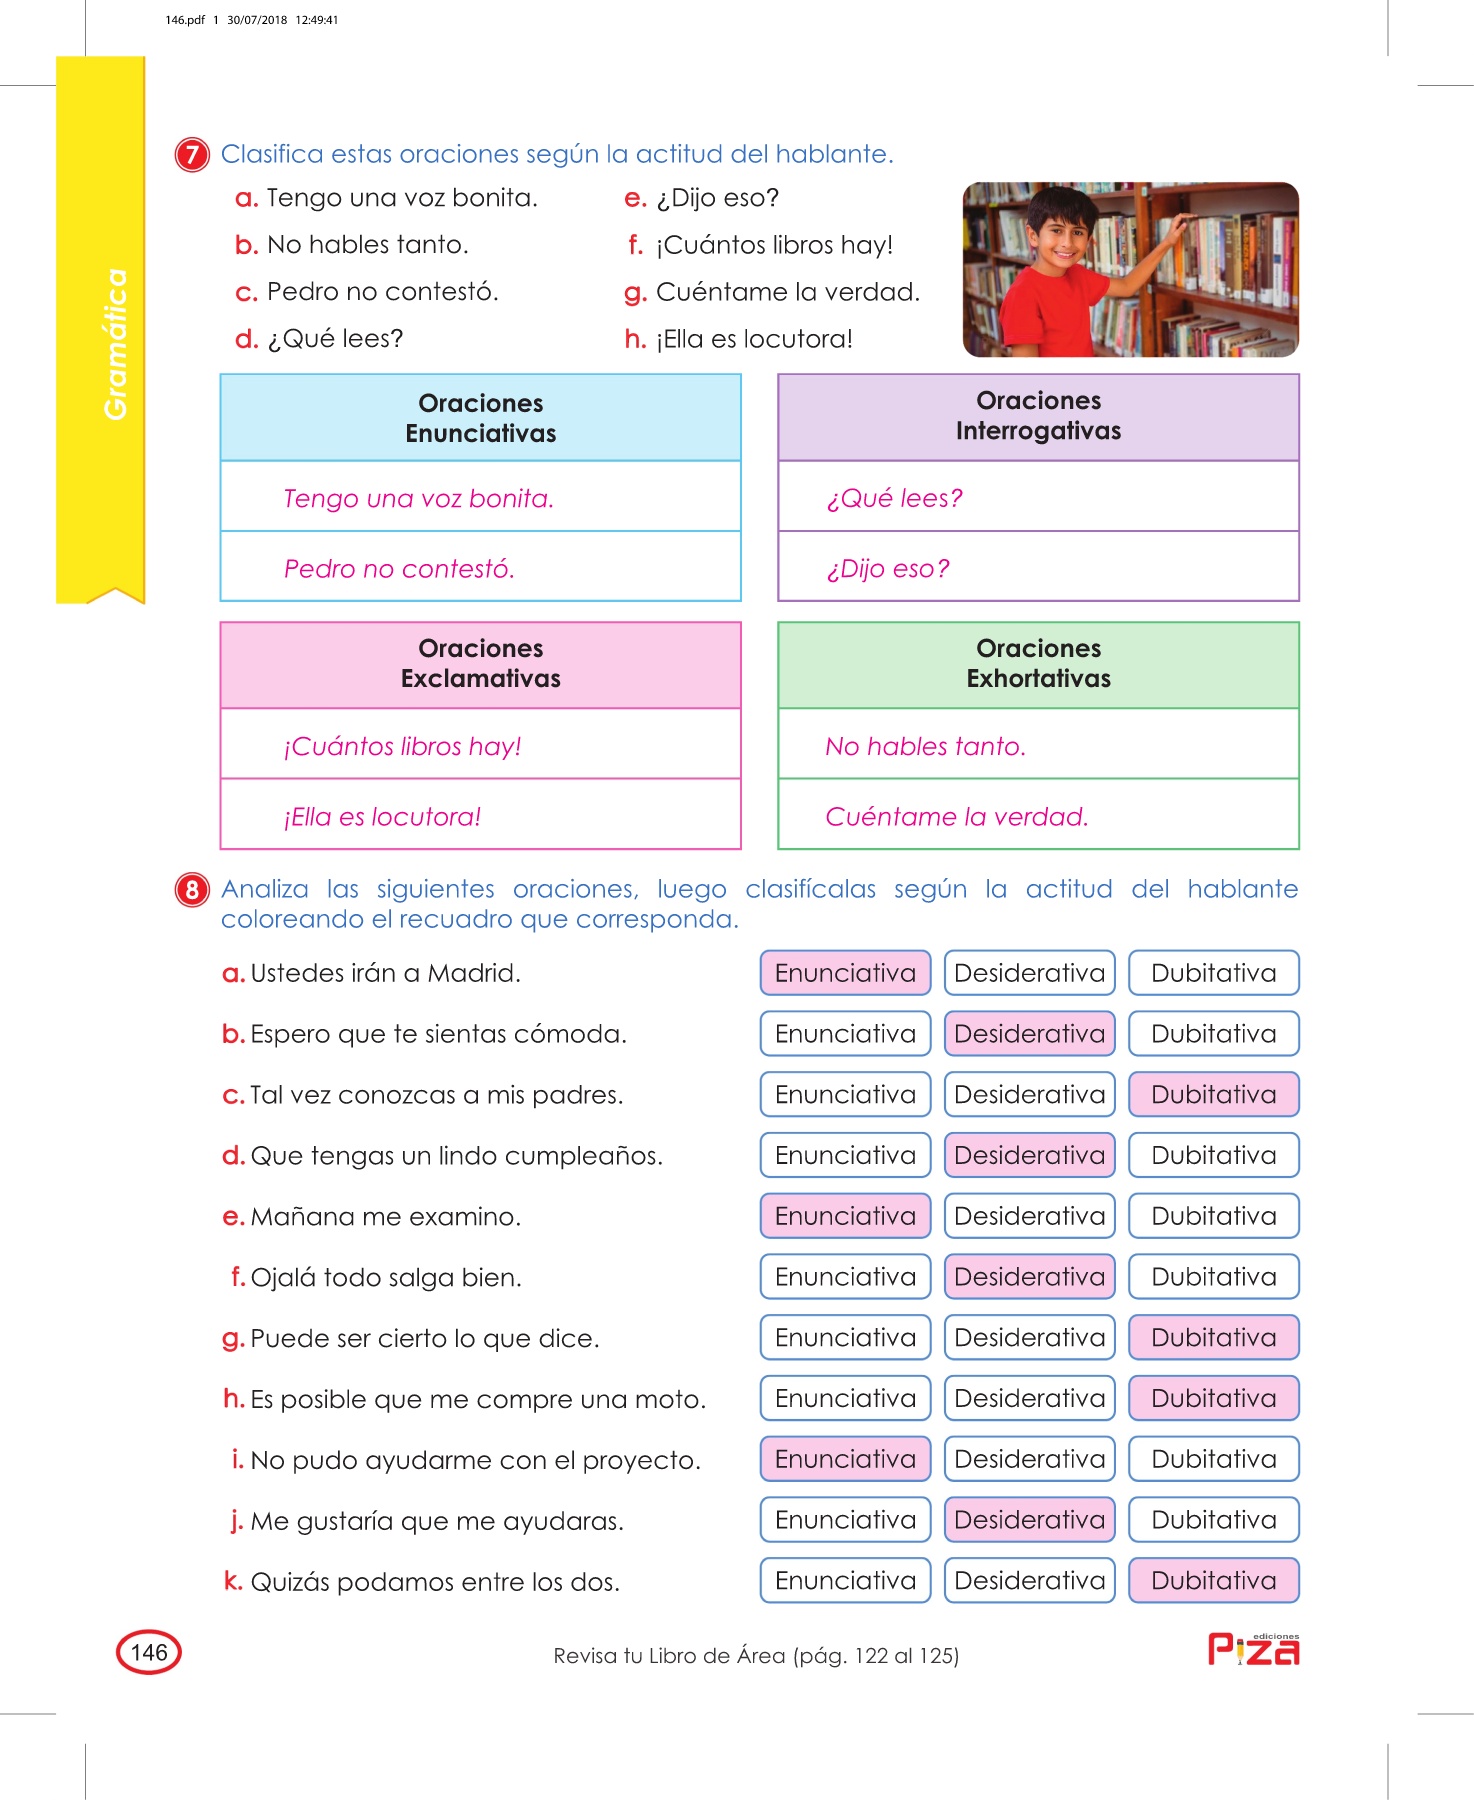 146.pdf 1 30/07/2018 12:49:41
Gramática
7 Clasifica estas oraciones según la actitud del hablante.
a. Tengo una voz bonita.
b. No hables tanto.
c. Pedro no contestó.
d. ¿Qué lees?
e. ¿Dijo eso?
f. ¡Cuántos libros hay!
g. Cuéntame la verdad.
h. ¡Ella es locutora!
Oraciones
Enunciativas
Tengo una voz bonita.
Pedro no contestó.
Oraciones
Interrogativas
¿Qué lees?
¿Dijo eso?
Oraciones
Exclamativas
¡Cuántos libros hay!
¡Ella es locutora!
Oraciones
Exhortativas
No hables tanto.
Cuéntame la verdad.
8 Analiza las siguientes oraciones, luego clasifícalas según la actitud del hablante
coloreando el recuadro que corresponda.
a. Ustedes irán a Madrid. Enunciativa Desiderativa Dubitativa
b. Espero que te sientas cómoda. Enunciativa Desiderativa Dubitativa
c. Tal vez conozcas a mis padres. Enunciativa Desiderativa Dubitativa
d. Que tengas un lindo cumpleaños. Enunciativa Desiderativa Dubitativa
e. Mañana me examino. Enunciativa Desiderativa Dubitativa
f. Ojalá todo salga bien. Enunciativa Desiderativa Dubitativa
g. Puede ser cierto lo que dice. Enunciativa Desiderativa Dubitativa
h. Es posible que me compre una moto. Enunciativa Desiderativa Dubitativa
i. No pudo ayudarme con el proyecto. Enunciativa Desiderativa Dubitativa
j. Me gustaría que me ayudaras. Enunciativa Desiderativa Dubitativa
k. Quizás podamos entre los dos. Enunciativa Desiderativa Dubitativa
146
Revisa tu Libro de Área (pág. 122 al 125)
ediciones
Piza